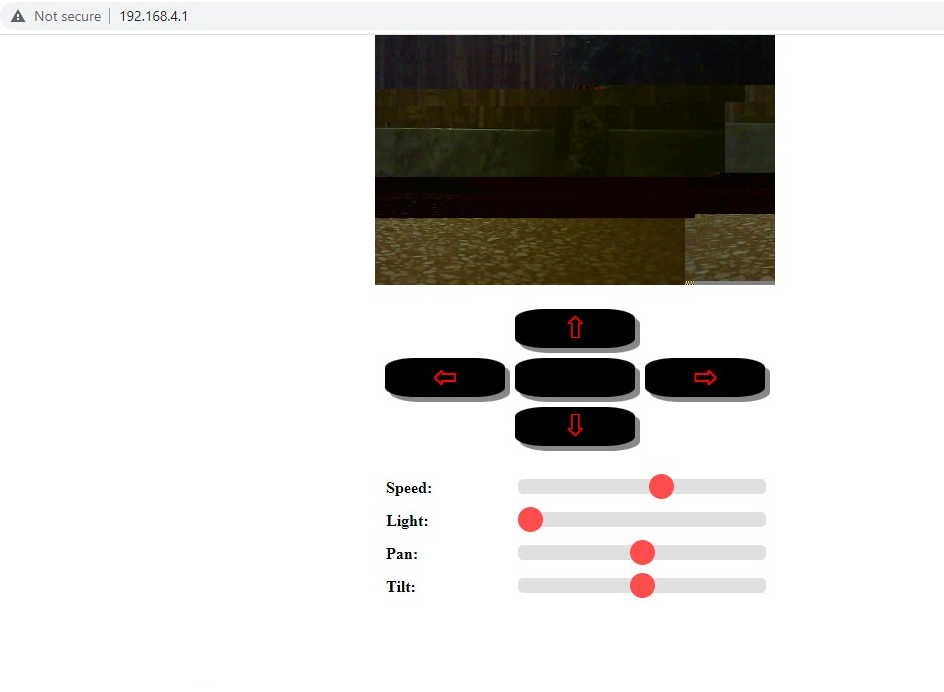 Not secure | 192.168.4.1
⇧
⇦ ⇨
⇩
Speed:
Light:
Pan:
Tilt: